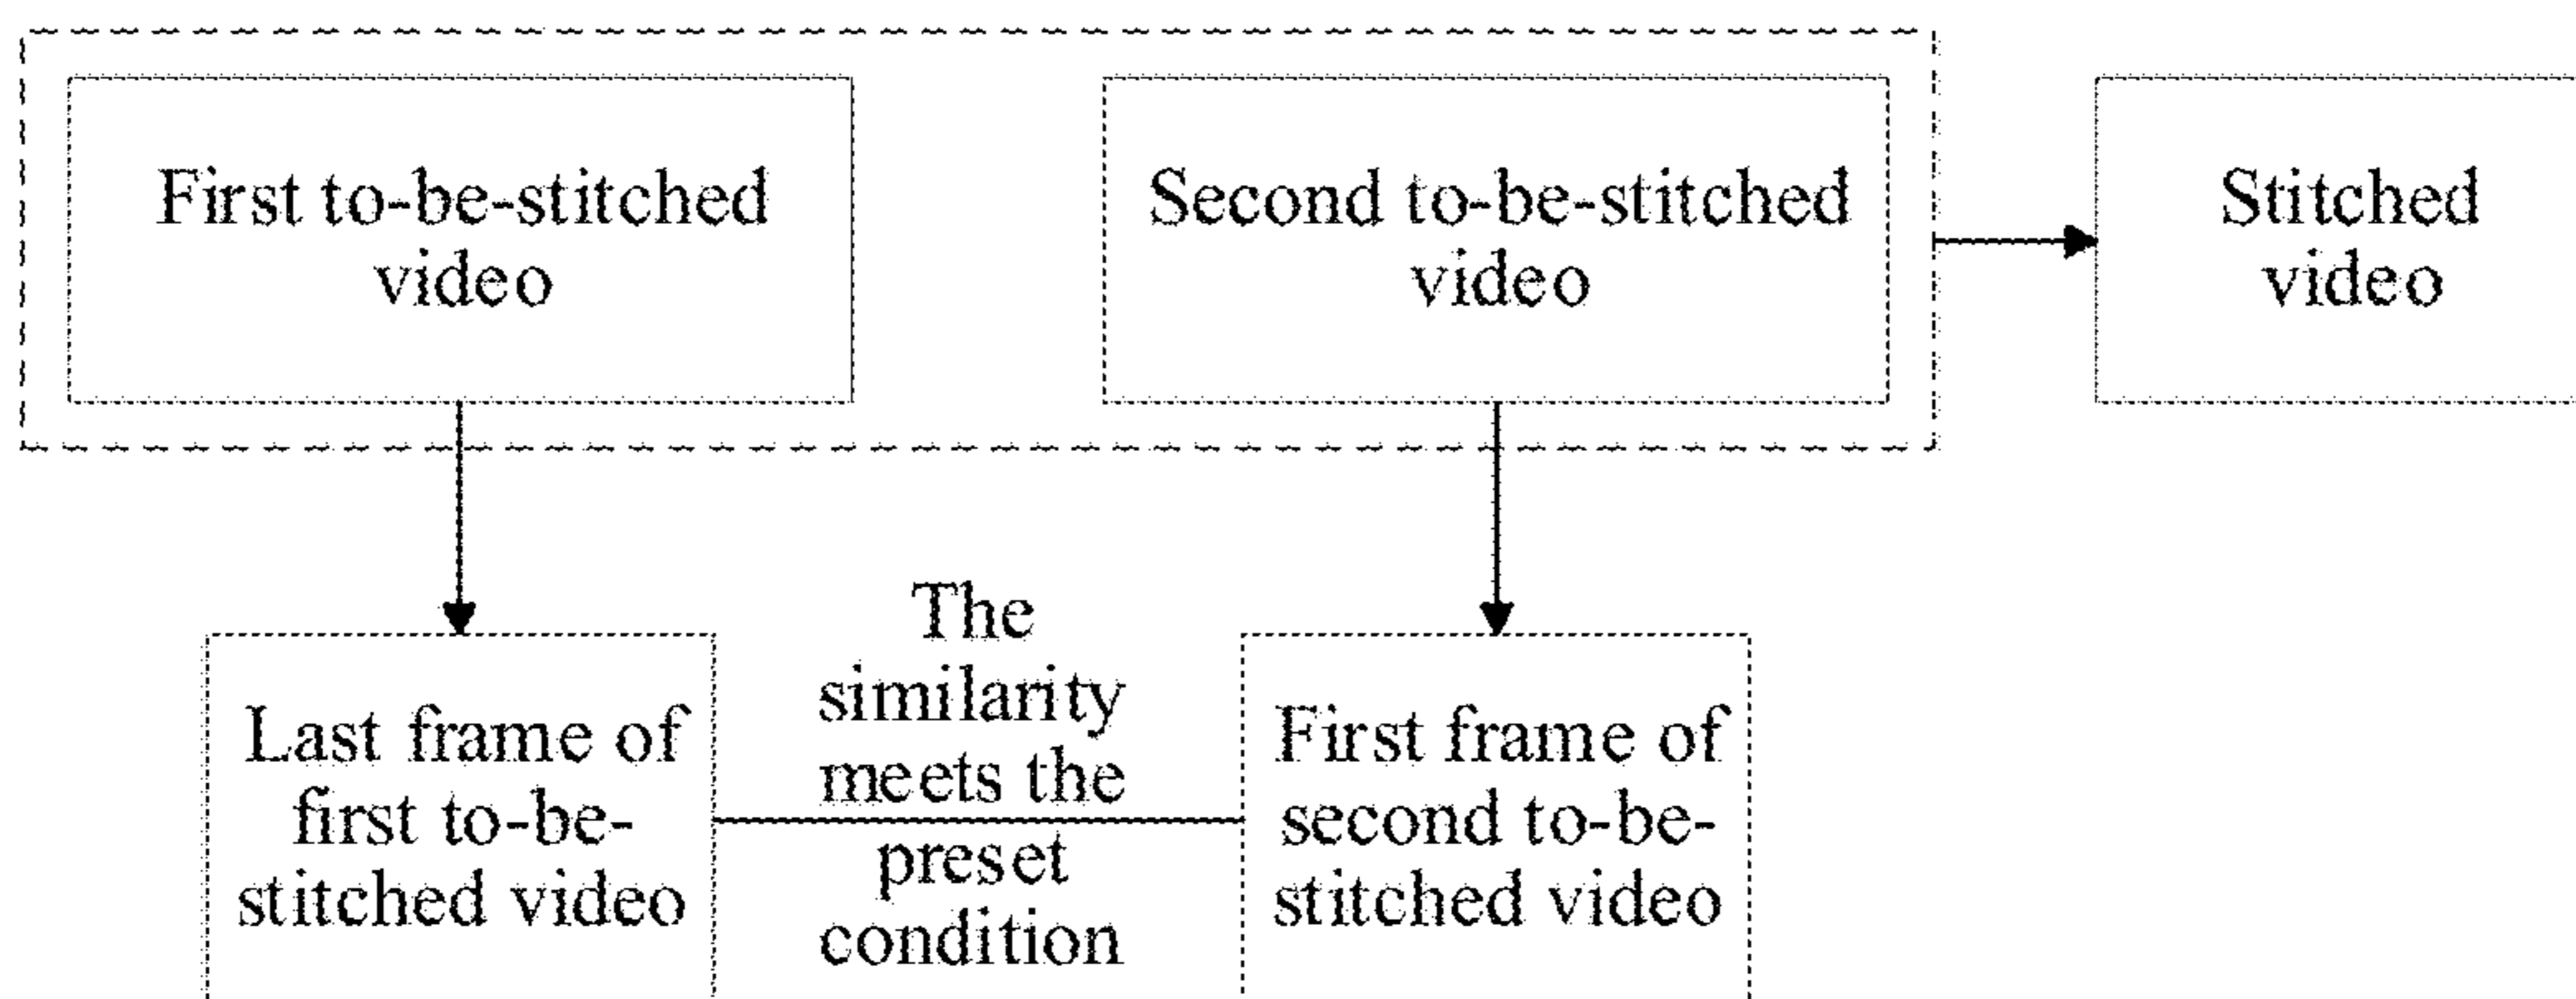 First to-be-stitched
video
Second to-be-stitched
video
Stitched
video
The
similarity
meets the
preset
condition
Last frame of
first to-be-
stitched video
First frame of
second to-be-
stitched video